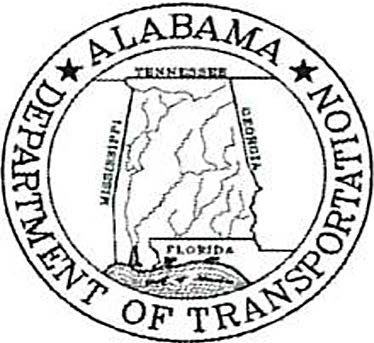 ALABAMA
DEPARTMENT OF TRANSPORTATION
TENNESSEE
MISSISSIPPI
GEORGIA
FLORIDA